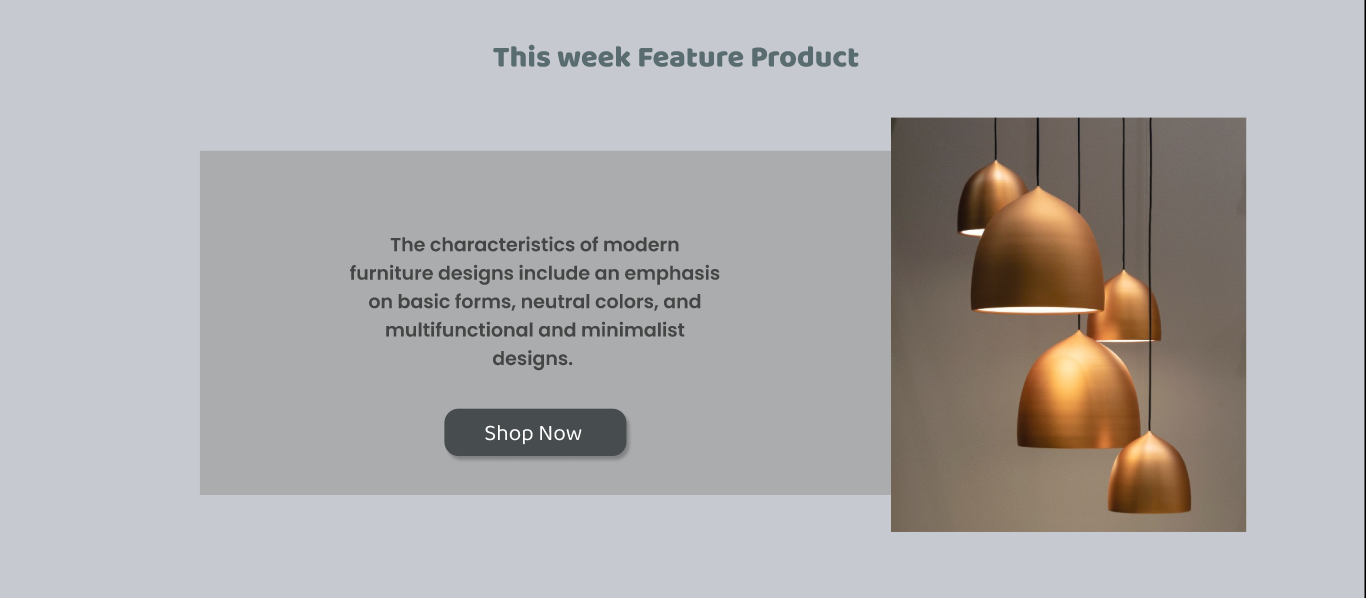 This week Feature Product
The characteristics of modern
furniture designs include an emphasis
on basic forms, neutral colors, and
multifunctional and minimalist
designs.
Shop Now